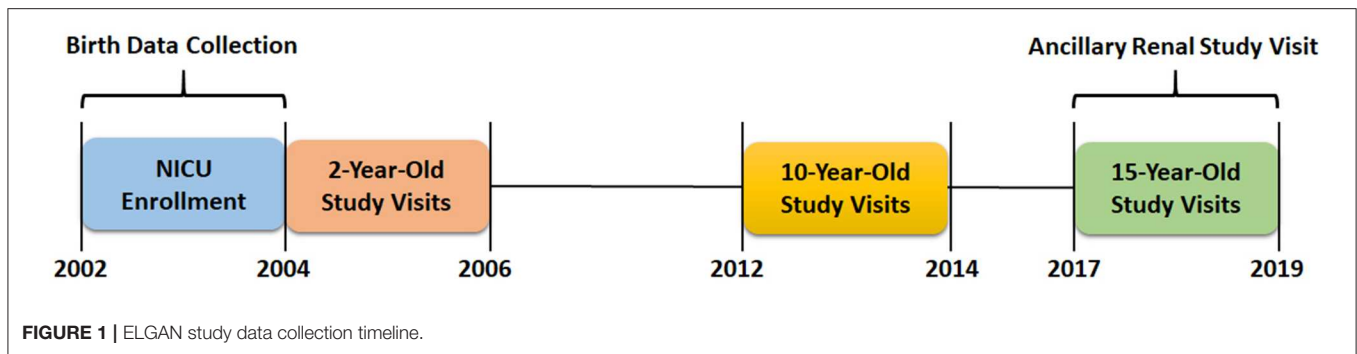 Birth Data Collection
Ancillary Renal Study Visit
NICU
Enrollment
2-Year-Old
Study Visits
10-Year-Old
Study Visits
15-Year-Old
Study Visits
2002
2004
2006
2012
2014
2017
2019
FIGURE 1 | ELGAN study data collection timeline.